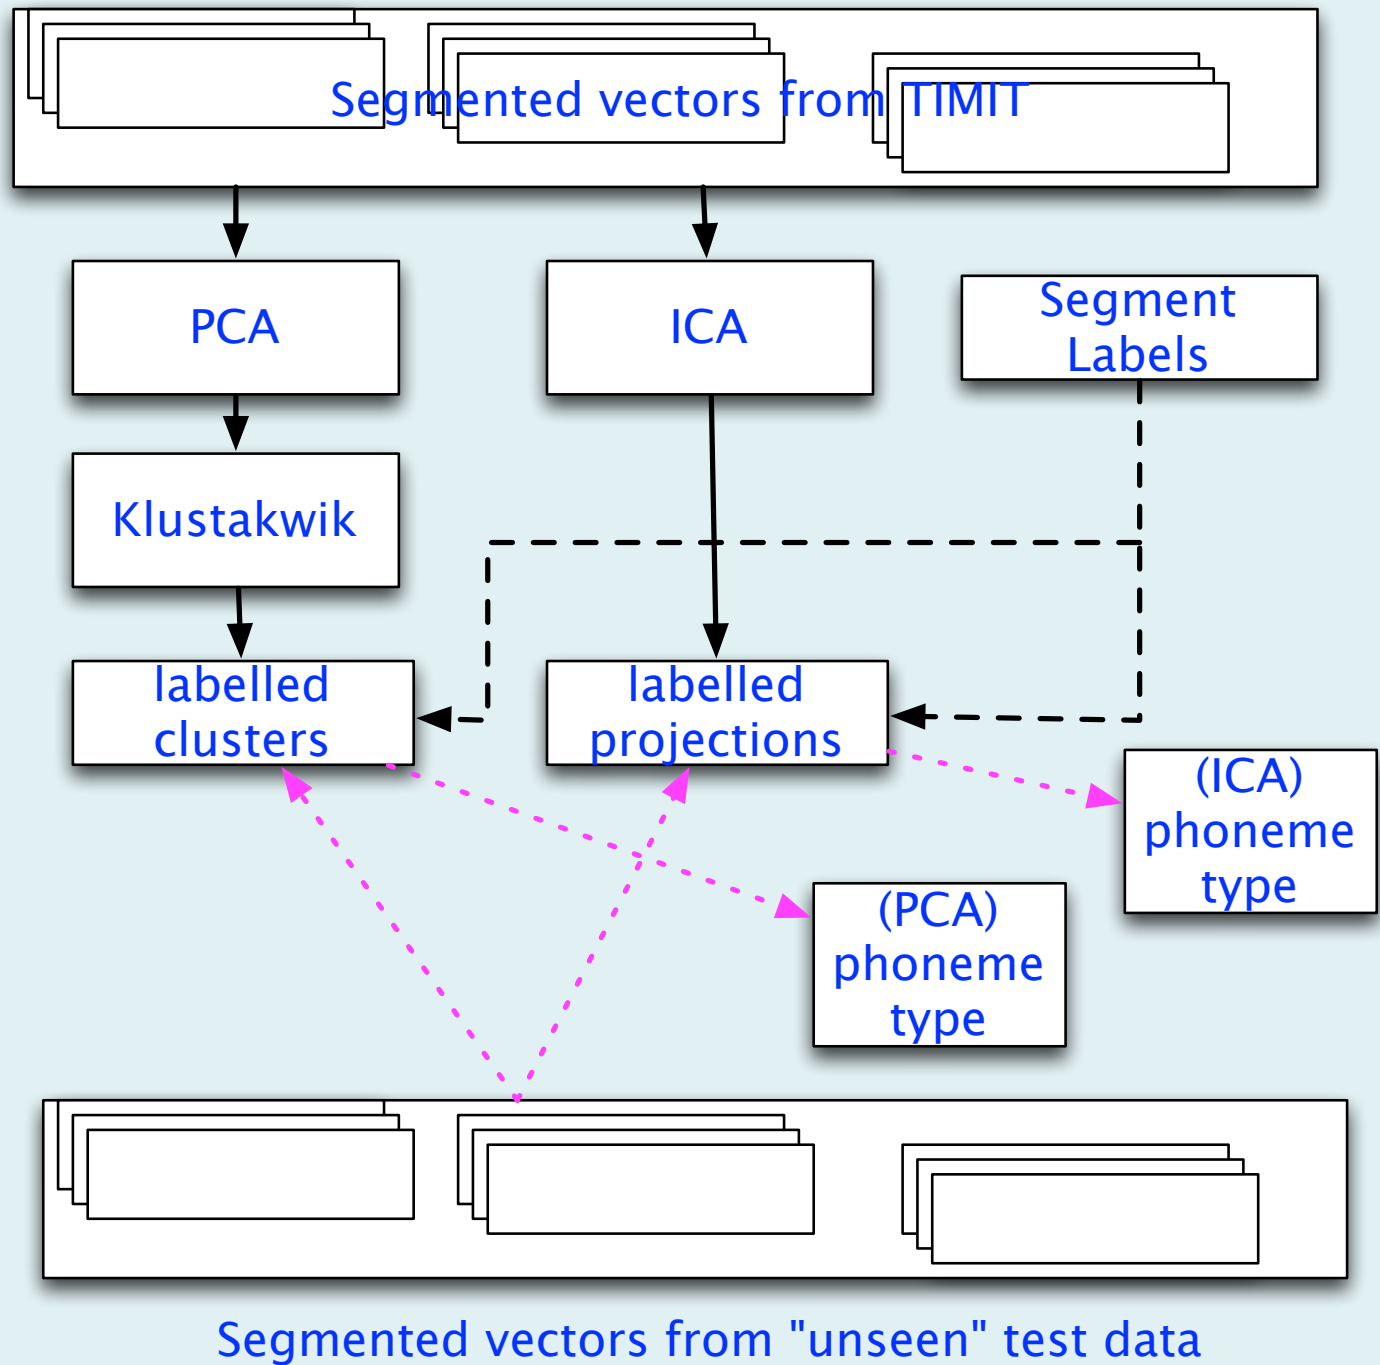 Segmented vectors from TIMIT
PCA
ICA
Segment
Labels
Klustakwik
labelled
clusters
labelled
projections
(ICA)
phoneme
type
(PCA)
phoneme
type
Segmented vectors from "unseen" test data